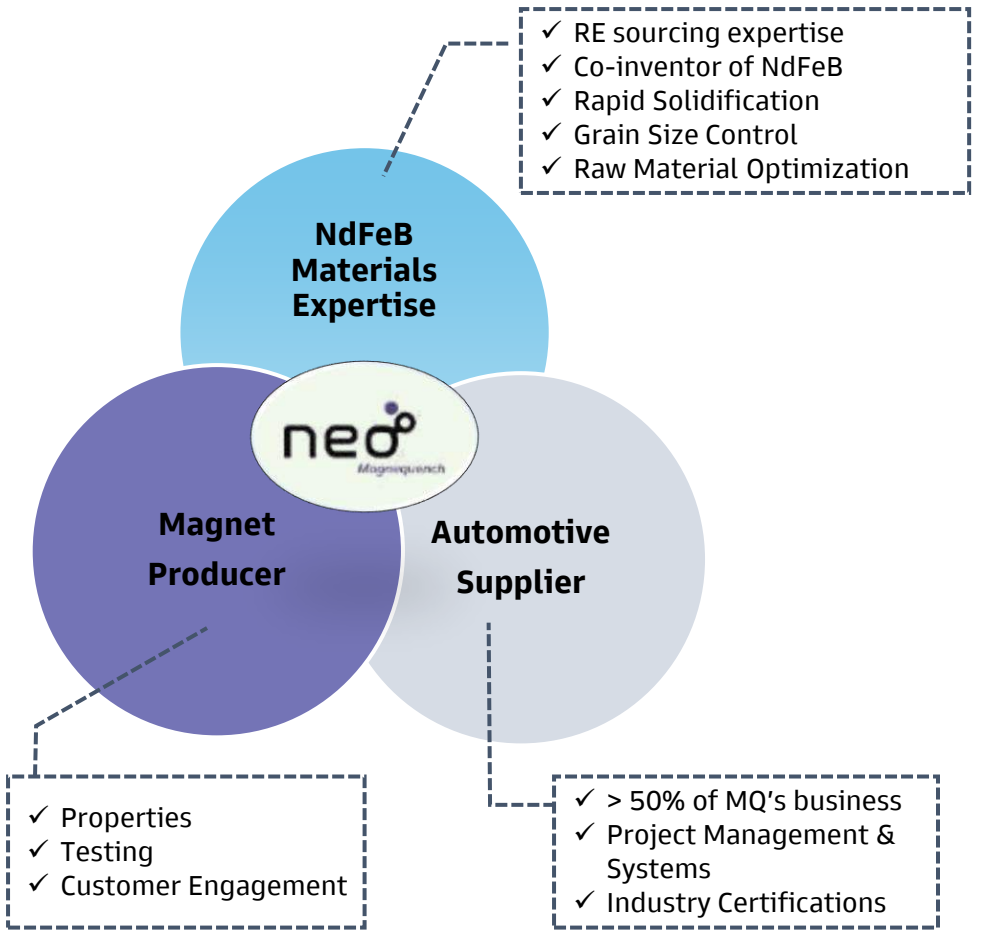 ✓ RE sourcing expertise
✓ Co-inventor of NdFeB
✓ Rapid Solidification
✓ Grain Size Control
✓ Raw Material Optimization
NdFeB
Materials
Expertise
neo
Magnequench
Magnet
Producer
Automotive
Supplier
✓ Properties
✓ Testing
✓ Customer Engagement
✓ > 50% of MQ’s business
✓ Project Management &
Systems
✓ Industry Certifications